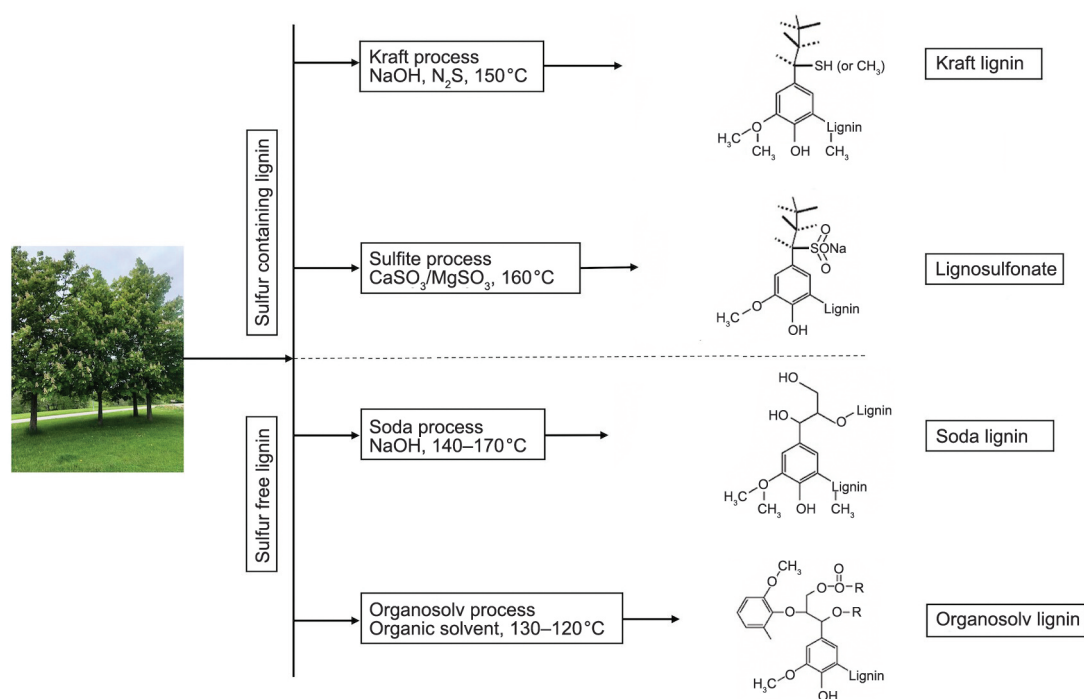 Sulfur containing lignin
Kraft process
NaOH, N₂S, 150°C
SH (or CH₃)
O
H₃C
CH₃
OH
Lignin
CH₃
Kraft lignin
Sulfite process
CaSO₃/MgSO₃, 160°C
O
SONa
O
O
H₃C
OH
Lignin
Lignosulfonate
Sulfur free lignin
Soda process
NaOH, 140–170°C
HO
HO
O
Lignin
O
H₃C
CH₃
OH
Lignin
CH₃
Soda lignin
Organosolv process
Organic solvent, 130–120°C
CH₃
O
O
O–O–R
O
O–R
O
H₃C
OH
Lignin
Organosolv lignin